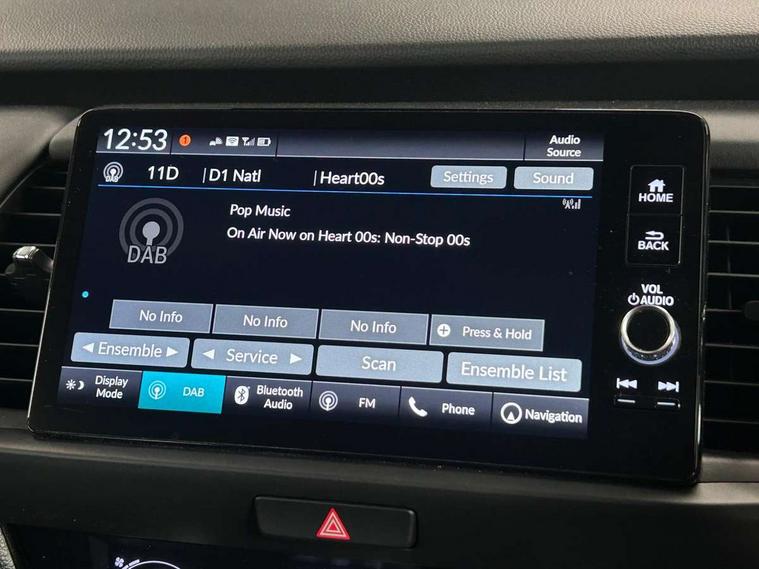 12:53 1 Audio
Source
DAB 11D D1 Natl Heart00s Settings Sound
Pop Music
On Air Now on Heart 00s: Non-Stop 00s
DAB
No Info No Info No Info Press & Hold
Ensemble Service Scan Ensemble List
Display
Mode
DAB
Bluetooth
Audio
FM
Phone
Navigation
HOME
BACK
VOL
AUDIO